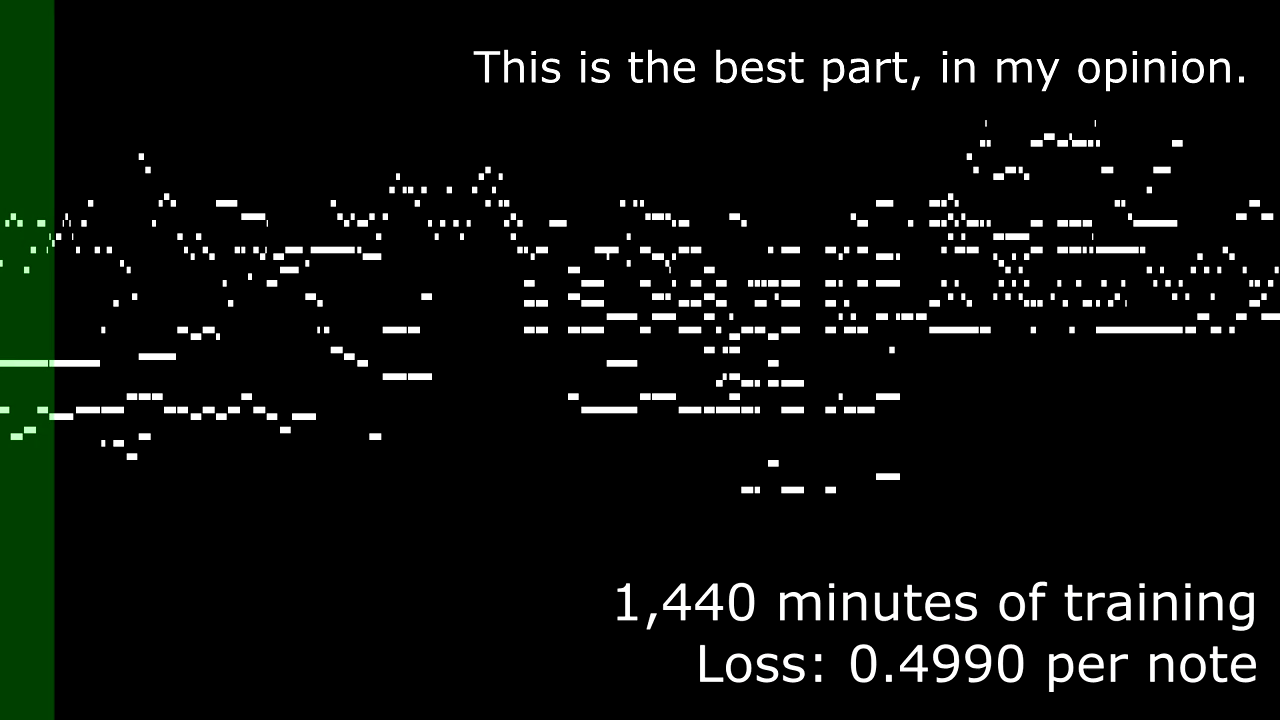 This is the best part, in my opinion.
1,440 minutes of training
Loss: 0.4990 per note